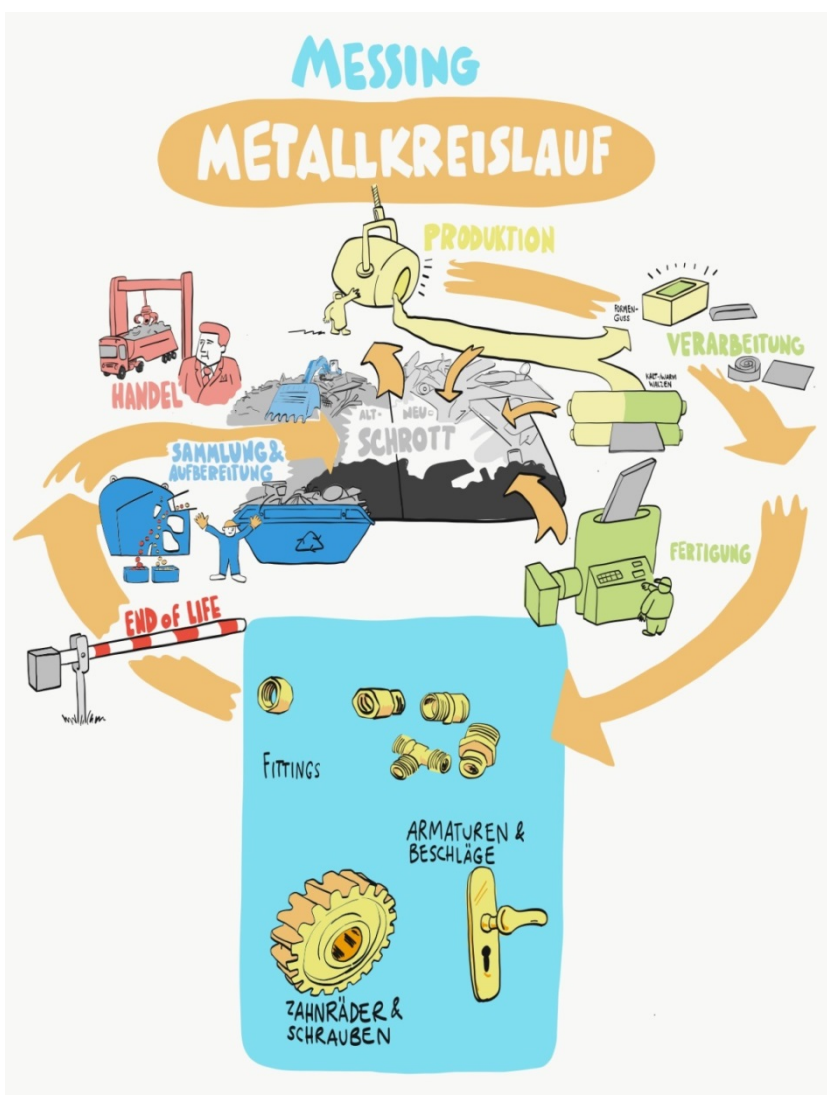 MESSING
METALLKREISLAUF
PRODUKTION
FORMEN-
GUSS
VERARBEITUNG
KALT-WARM
WALZEN
HANDEL
ALT-
NEU-
SCHROTT
SAMMLUNG &
AUFBEREITUNG
FERTIGUNG
END OF LIFE
FITTINGS
ARMATUREN &
BESCHLÄGE
ZAHNRÄDER &
SCHRAUBEN